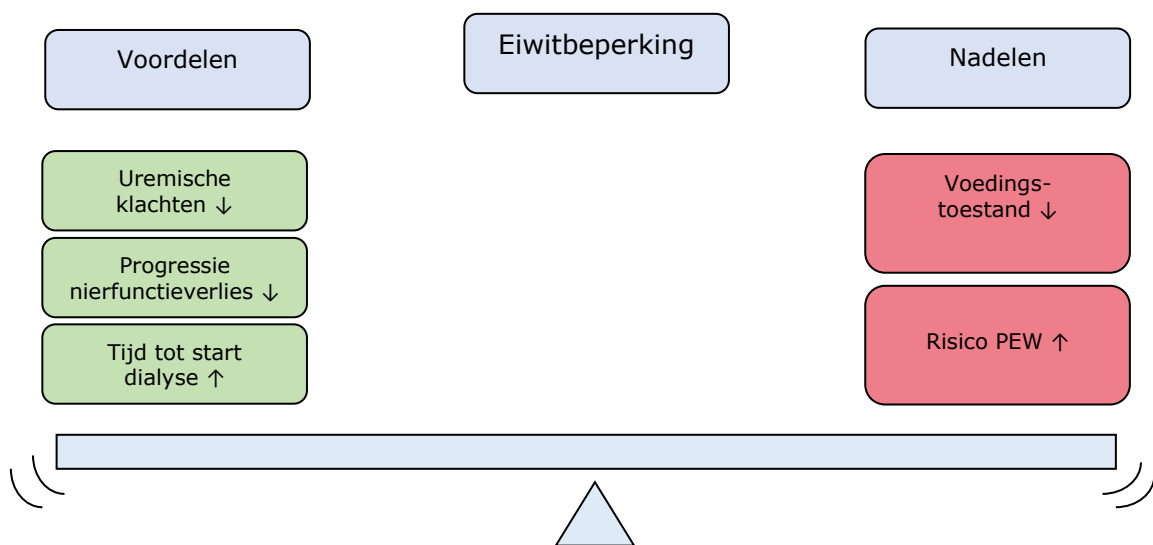 Voordelen
Eiwitbeperking
Nadelen
Uremische
klachten ↓
Progressie
nierfunctieverlies ↓
Tijd tot start
dialyse ↑
Voedings-
toestand ↓
Risico PEW ↑